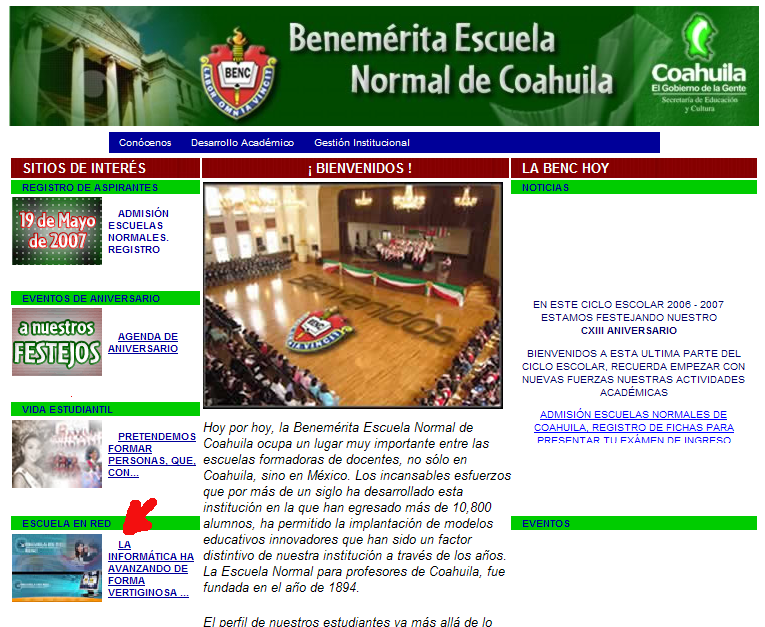 Benemérita Escuela
Normal de Coahuila
BENC
LABOR OMNIA VINCIT
Coahuila
El Gobierno de la Gente
Secretaría de Educación
y Cultura
Conócenos Desarrollo Académico Gestión Institucional
SITIOS DE INTERÉS
REGISTRO DE ASPIRANTES
19 de Mayo
de 2007
ADMISIÓN
ESCUELAS
NORMALES.
REGISTRO
EVENTOS DE ANIVERSARIO
a nuestros
FESTEJOS
AGENDA DE
ANIVERSARIO
VIDA ESTUDIANTIL
PRETENDEMOS
FORMAR
PERSONAS, QUE,
CON...
ESCUELA EN RED
LA
INFORMÁTICA HA
AVANZANDO DE
FORMA
VERTIGINOSA ...
¡ BIENVENIDOS !
Bienvenidos
BENC
Hoy por hoy, la Benemérita Escuela Normal de
Coahuila ocupa un lugar muy importante entre las
escuelas formadoras de docentes, no sólo en
Coahuila, sino en México. Los incansables esfuerzos
que por más de un siglo ha desarrollado esta
institución en la que han egresado más de 10,800
alumnos, ha permitido la implantación de modelos
educativos innovadores que han sido un factor
distintivo de nuestra institución a través de los años.
La Escuela Normal para profesores de Coahuila, fue
fundada en el año de 1894.
El perfil de nuestros estudiantes va más allá de lo
LA BENC HOY
NOTICIAS
EN ESTE CICLO ESCOLAR 2006 - 2007
ESTAMOS FESTEJANDO NUESTRO
CXIII ANIVERSARIO
BIENVENIDOS A ESTA ULTIMA PARTE DEL
CICLO ESCOLAR, RECUERDA EMPEZAR CON
NUEVAS FUERZAS NUESTRAS ACTIVIDADES
ACADÉMICAS
ADMISIÓN ESCUELAS NORMALES DE
COAHUILA, REGISTRO DE FICHAS PARA
PRESENTAR TU EXÁMEN DE INGRESO
EVENTOS